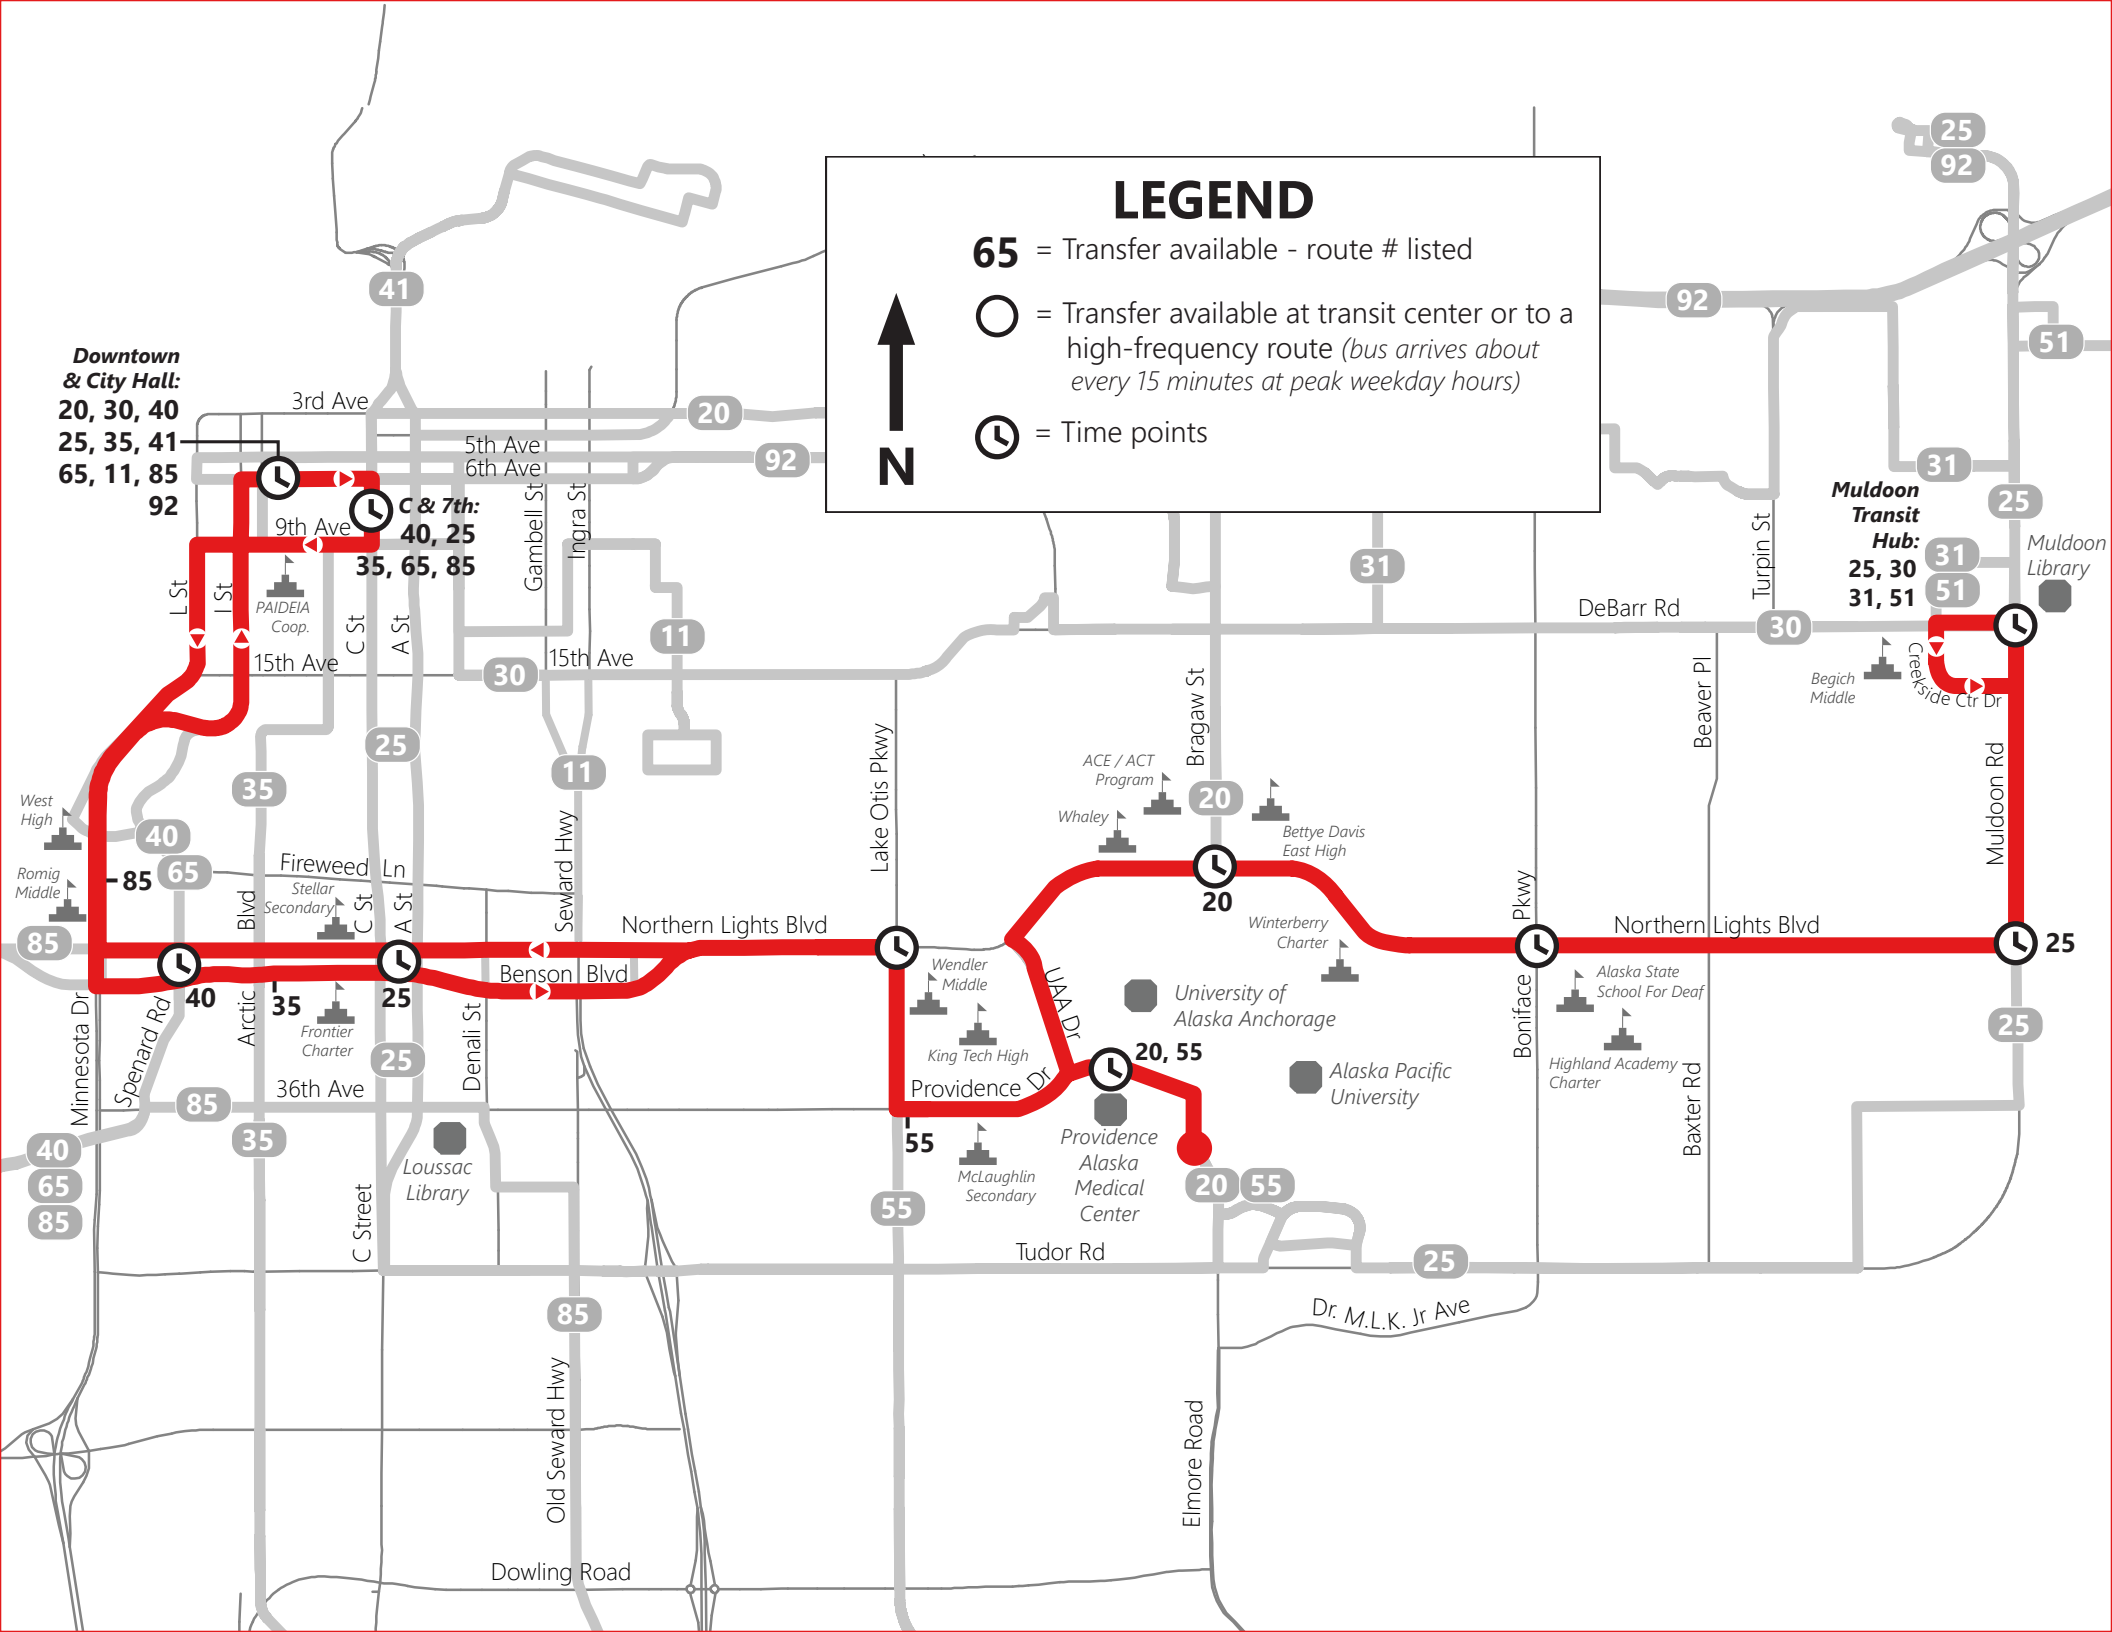 LEGEND
65 = Transfer available - route # listed
= Transfer available at transit center or to a
high-frequency route (bus arrives about
every 15 minutes at peak weekday hours)
= Time points
N
25
92
92
51
41
Downtown
& City Hall:
20, 30, 40
25, 35, 41
65, 11, 85
92
3rd Ave
20
5th Ave
6th Ave
92
C & 7th:
40, 25
35, 65, 85
9th Ave
PAIDEIA
Coop.
L St
I St
C St
A St
Gambell St
Ingra St
15th Ave
30
15th Ave
11
11
31
31
25
Muldoon
Transit
Hub:
25, 30
31, 51
31
51
Muldoon
Library
Turpin St
DeBarr Rd
30
Begich
Middle
Creekside Ctr Dr
Beaver Pl
Bragaw St
Lake Otis Pkwy
Muldoon Rd
25
35
West
High
40
65
Romig
Middle
85
Fireweed Ln
Stellar
Secondary
Arctic Blvd
C St
A St
Seward Hwy
ACE / ACT
Program
Whaley
20
Bettye Davis
East High
20
Winterberry
Charter
Boniface Pkwy
Northern Lights Blvd
Northern Lights Blvd
85
25
Benson Blvd
40
35
25
Frontier
Charter
Denali St
Minnesota Dr
Spenard Rd
Wendler
Middle
King Tech High
UAA Dr
University of
Alaska Anchorage
Alaska State
School For Deaf
Highland Academy
Charter
25
20, 55
Alaska Pacific
University
Providence Dr
25
36th Ave
85
35
40
65
85
Loussac
Library
55
McLaughlin
Secondary
Providence
Alaska
Medical
Center
Baxter Rd
20
55
55
C Street
Tudor Rd
25
85
Dr. M.L.K. Jr Ave
Old Seward Hwy
Elmore Road
Dowling Road